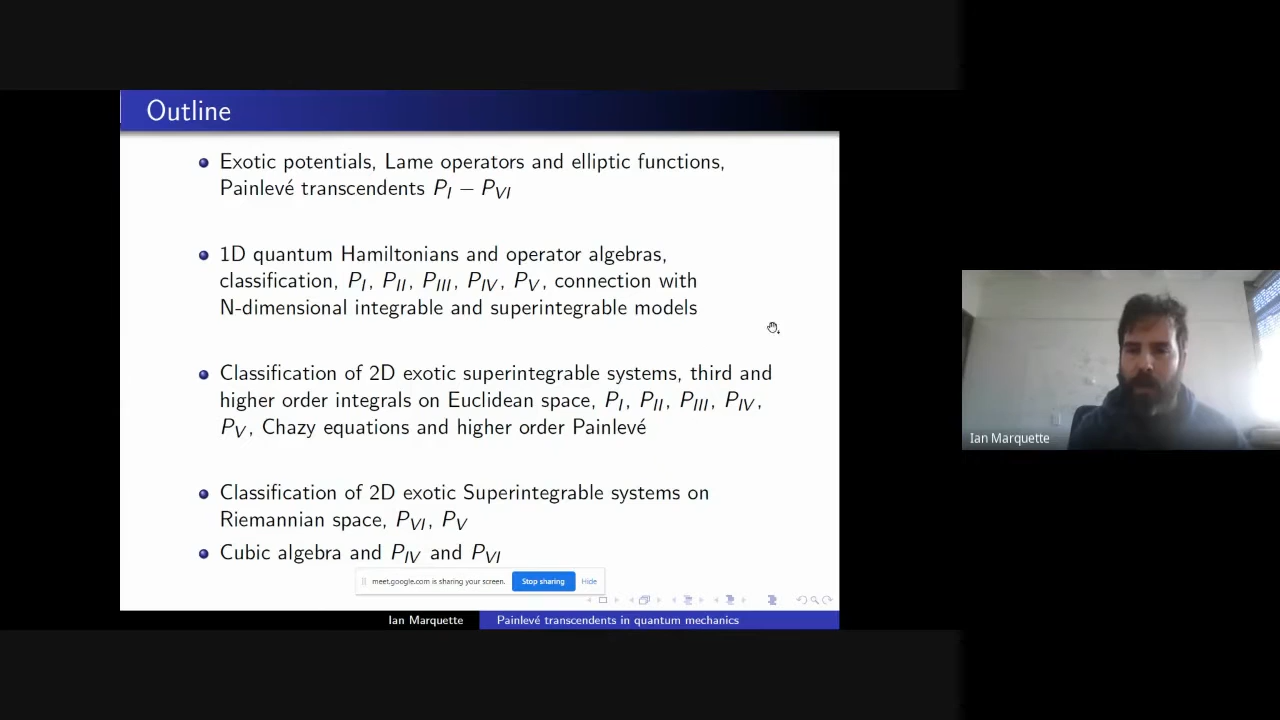 Outline
Exotic potentials, Lame operators and elliptic functions,
Painlevé transcendents P_I − P_VI
1D quantum Hamiltonians and operator algebras,
classification, P_I, P_II, P_III, P_IV, P_V, connection with
N-dimensional integrable and superintegrable models
Classification of 2D exotic superintegrable systems, third and
higher order integrals on Euclidean space, P_I, P_II, P_III, P_IV,
P_V, Chazy equations and higher order Painlevé
Classification of 2D exotic Superintegrable systems on
Riemannian space, P_VI, P_V
Cubic algebra and P_IV and P_VI
meet.google.com is sharing your screen. Stop sharing Hide
Ian Marquette Painlevé transcendents in quantum mechanics
Ian Marquette